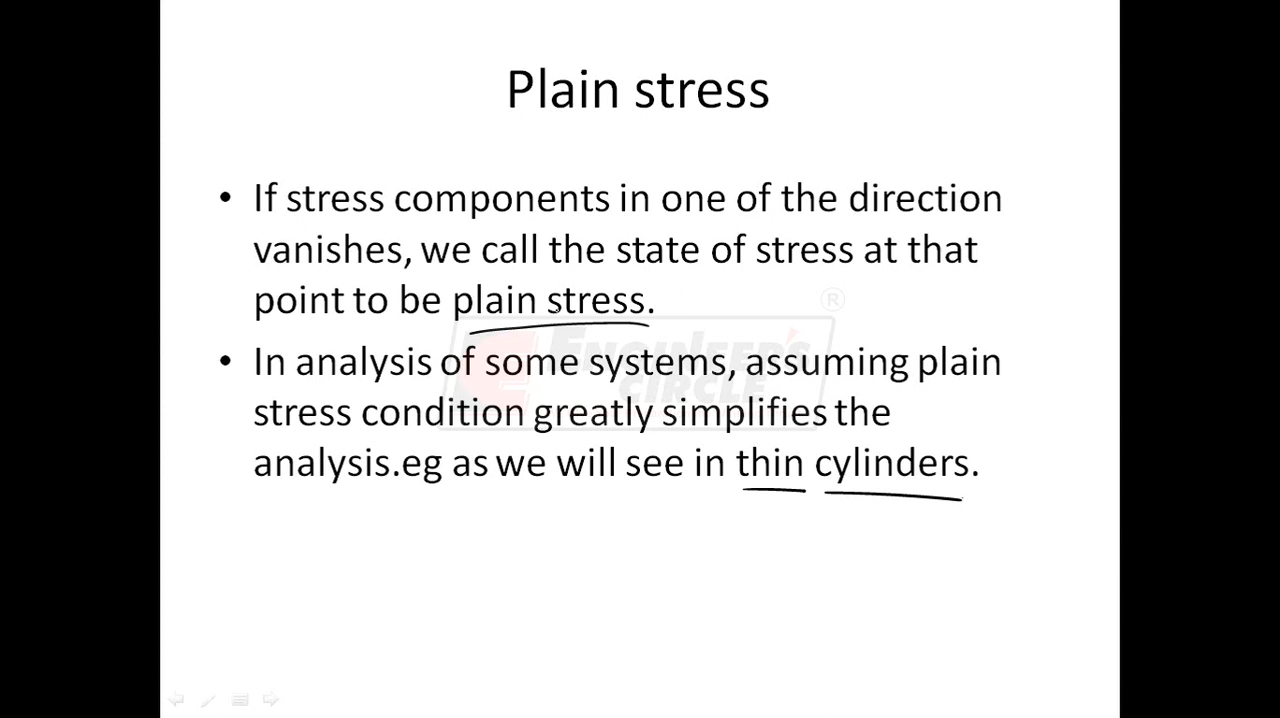 Plain stress
• If stress components in one of the direction
vanishes, we call the state of stress at that
point to be plain stress.
®
ENGINEER'S
CIRCLE
• In analysis of some systems, assuming plain
stress condition greatly simplifies the
analysis.eg as we will see in thin cylinders.